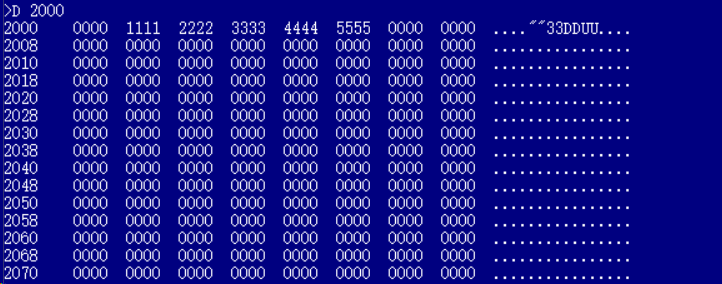 >D 2000
2000 0000 1111 2222 3333 4444 5555 0000 0000 ....""33DDUU....
2008 0000 0000 0000 0000 0000 0000 0000 0000 ................
2010 0000 0000 0000 0000 0000 0000 0000 0000 ................
2018 0000 0000 0000 0000 0000 0000 0000 0000 ................
2020 0000 0000 0000 0000 0000 0000 0000 0000 ................
2028 0000 0000 0000 0000 0000 0000 0000 0000 ................
2030 0000 0000 0000 0000 0000 0000 0000 0000 ................
2038 0000 0000 0000 0000 0000 0000 0000 0000 ................
2040 0000 0000 0000 0000 0000 0000 0000 0000 ................
2048 0000 0000 0000 0000 0000 0000 0000 0000 ................
2050 0000 0000 0000 0000 0000 0000 0000 0000 ................
2058 0000 0000 0000 0000 0000 0000 0000 0000 ................
2060 0000 0000 0000 0000 0000 0000 0000 0000 ................
2068 0000 0000 0000 0000 0000 0000 0000 0000 ................
2070 0000 0000 0000 0000 0000 0000 0000 0000 ................